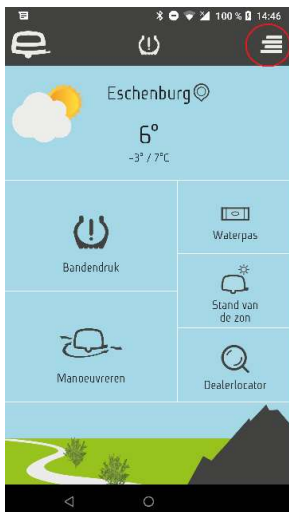 100 % 14:46
Eschenburg
6°
-3° / 7°C
Bandendruk
Waterpas
Stand van
de zon
Manoeuvreren
Dealerlocator